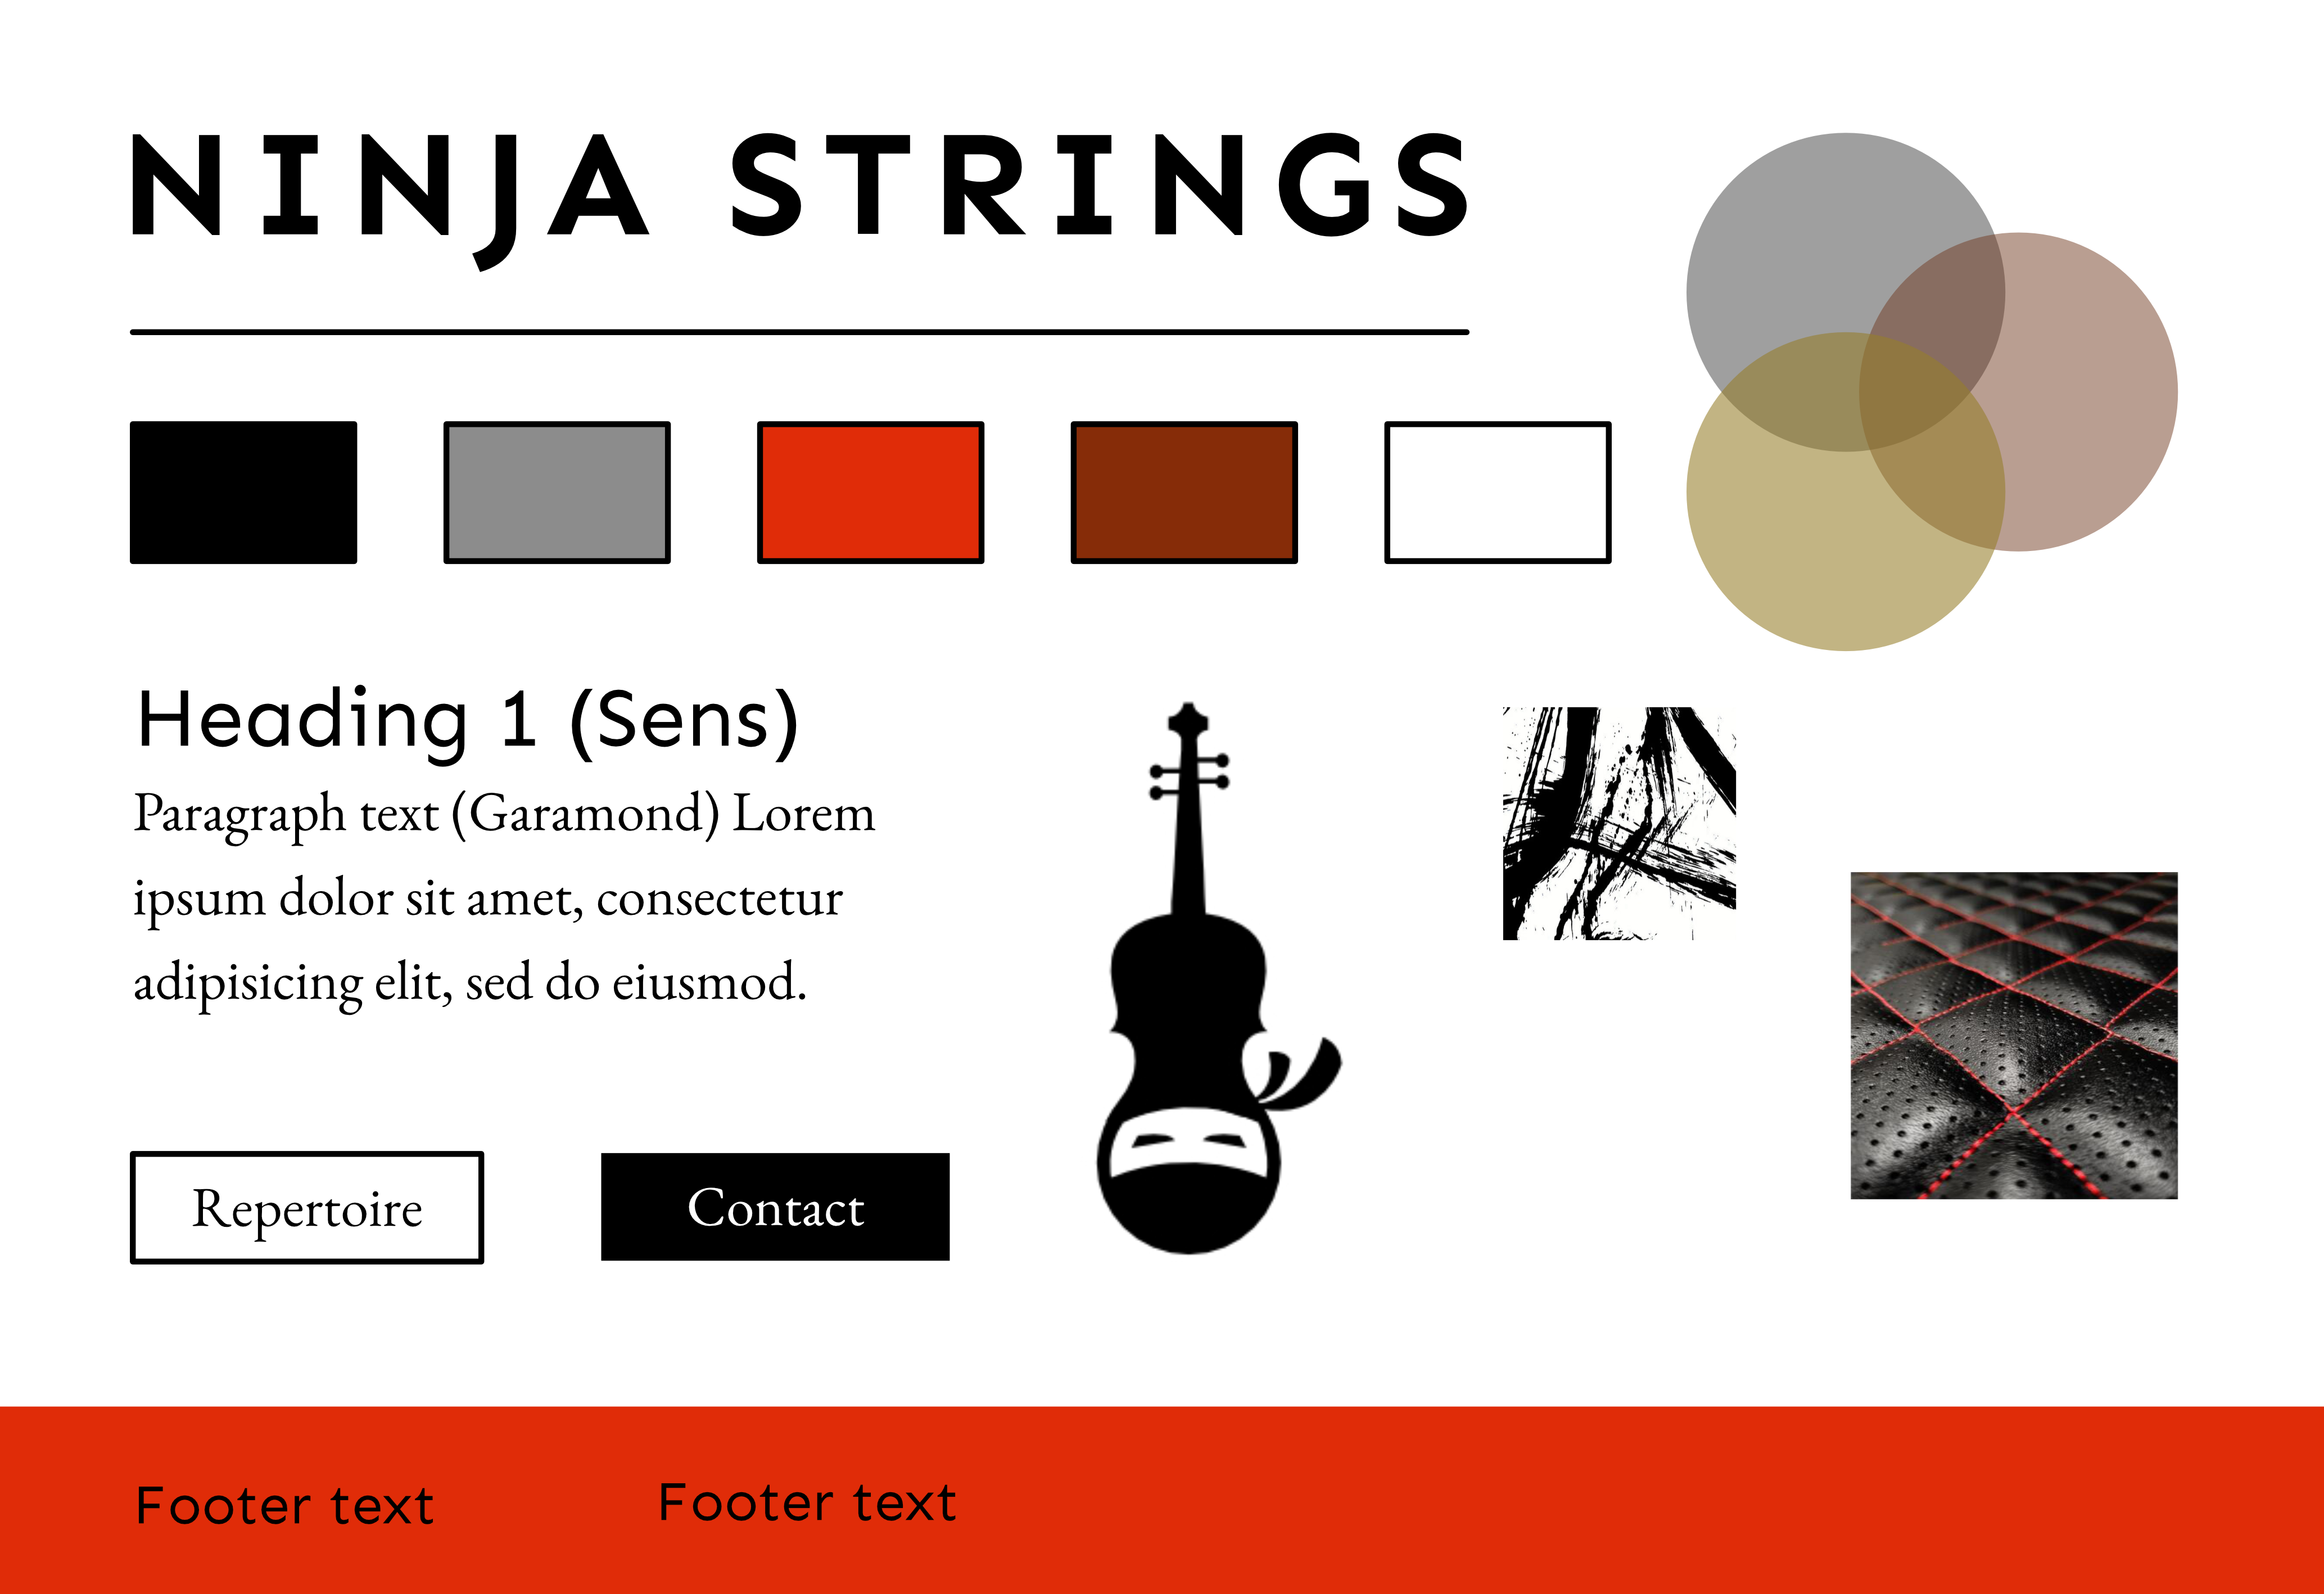 NINJA STRINGS
Heading 1 (Sens)
Paragraph text (Garamond) Lorem
ipsum dolor sit amet, consectetur
adipisicing elit, sed do eiusmod.
Repertoire
Contact
Footer text
Footer text